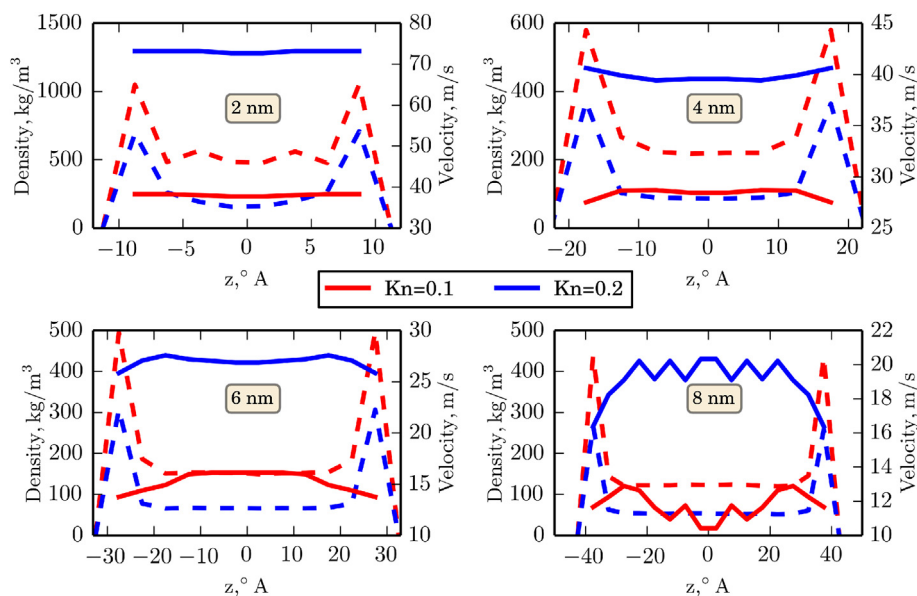 1500 80 600 45
Density, kg/m³ 1000 500 0
70 60 50 40 30 Velocity, m/s
2 nm
−10 −5 0 5 10
z,° A
Density, kg/m³ 400 200 0
40 35 30 25 Velocity, m/s
4 nm
−20 −10 0 10 20
z,° A
Kn=0.1 Kn=0.2
500 30 500 22
Density, kg/m³ 400 300 200 100 0
25 20 15 10 Velocity, m/s
6 nm
−30 −20 −10 0 10 20 30
z,° A
Density, kg/m³ 400 300 200 100 0
20 18 16 14 12 10 Velocity, m/s
8 nm
−40 −20 0 20 40
z,° A